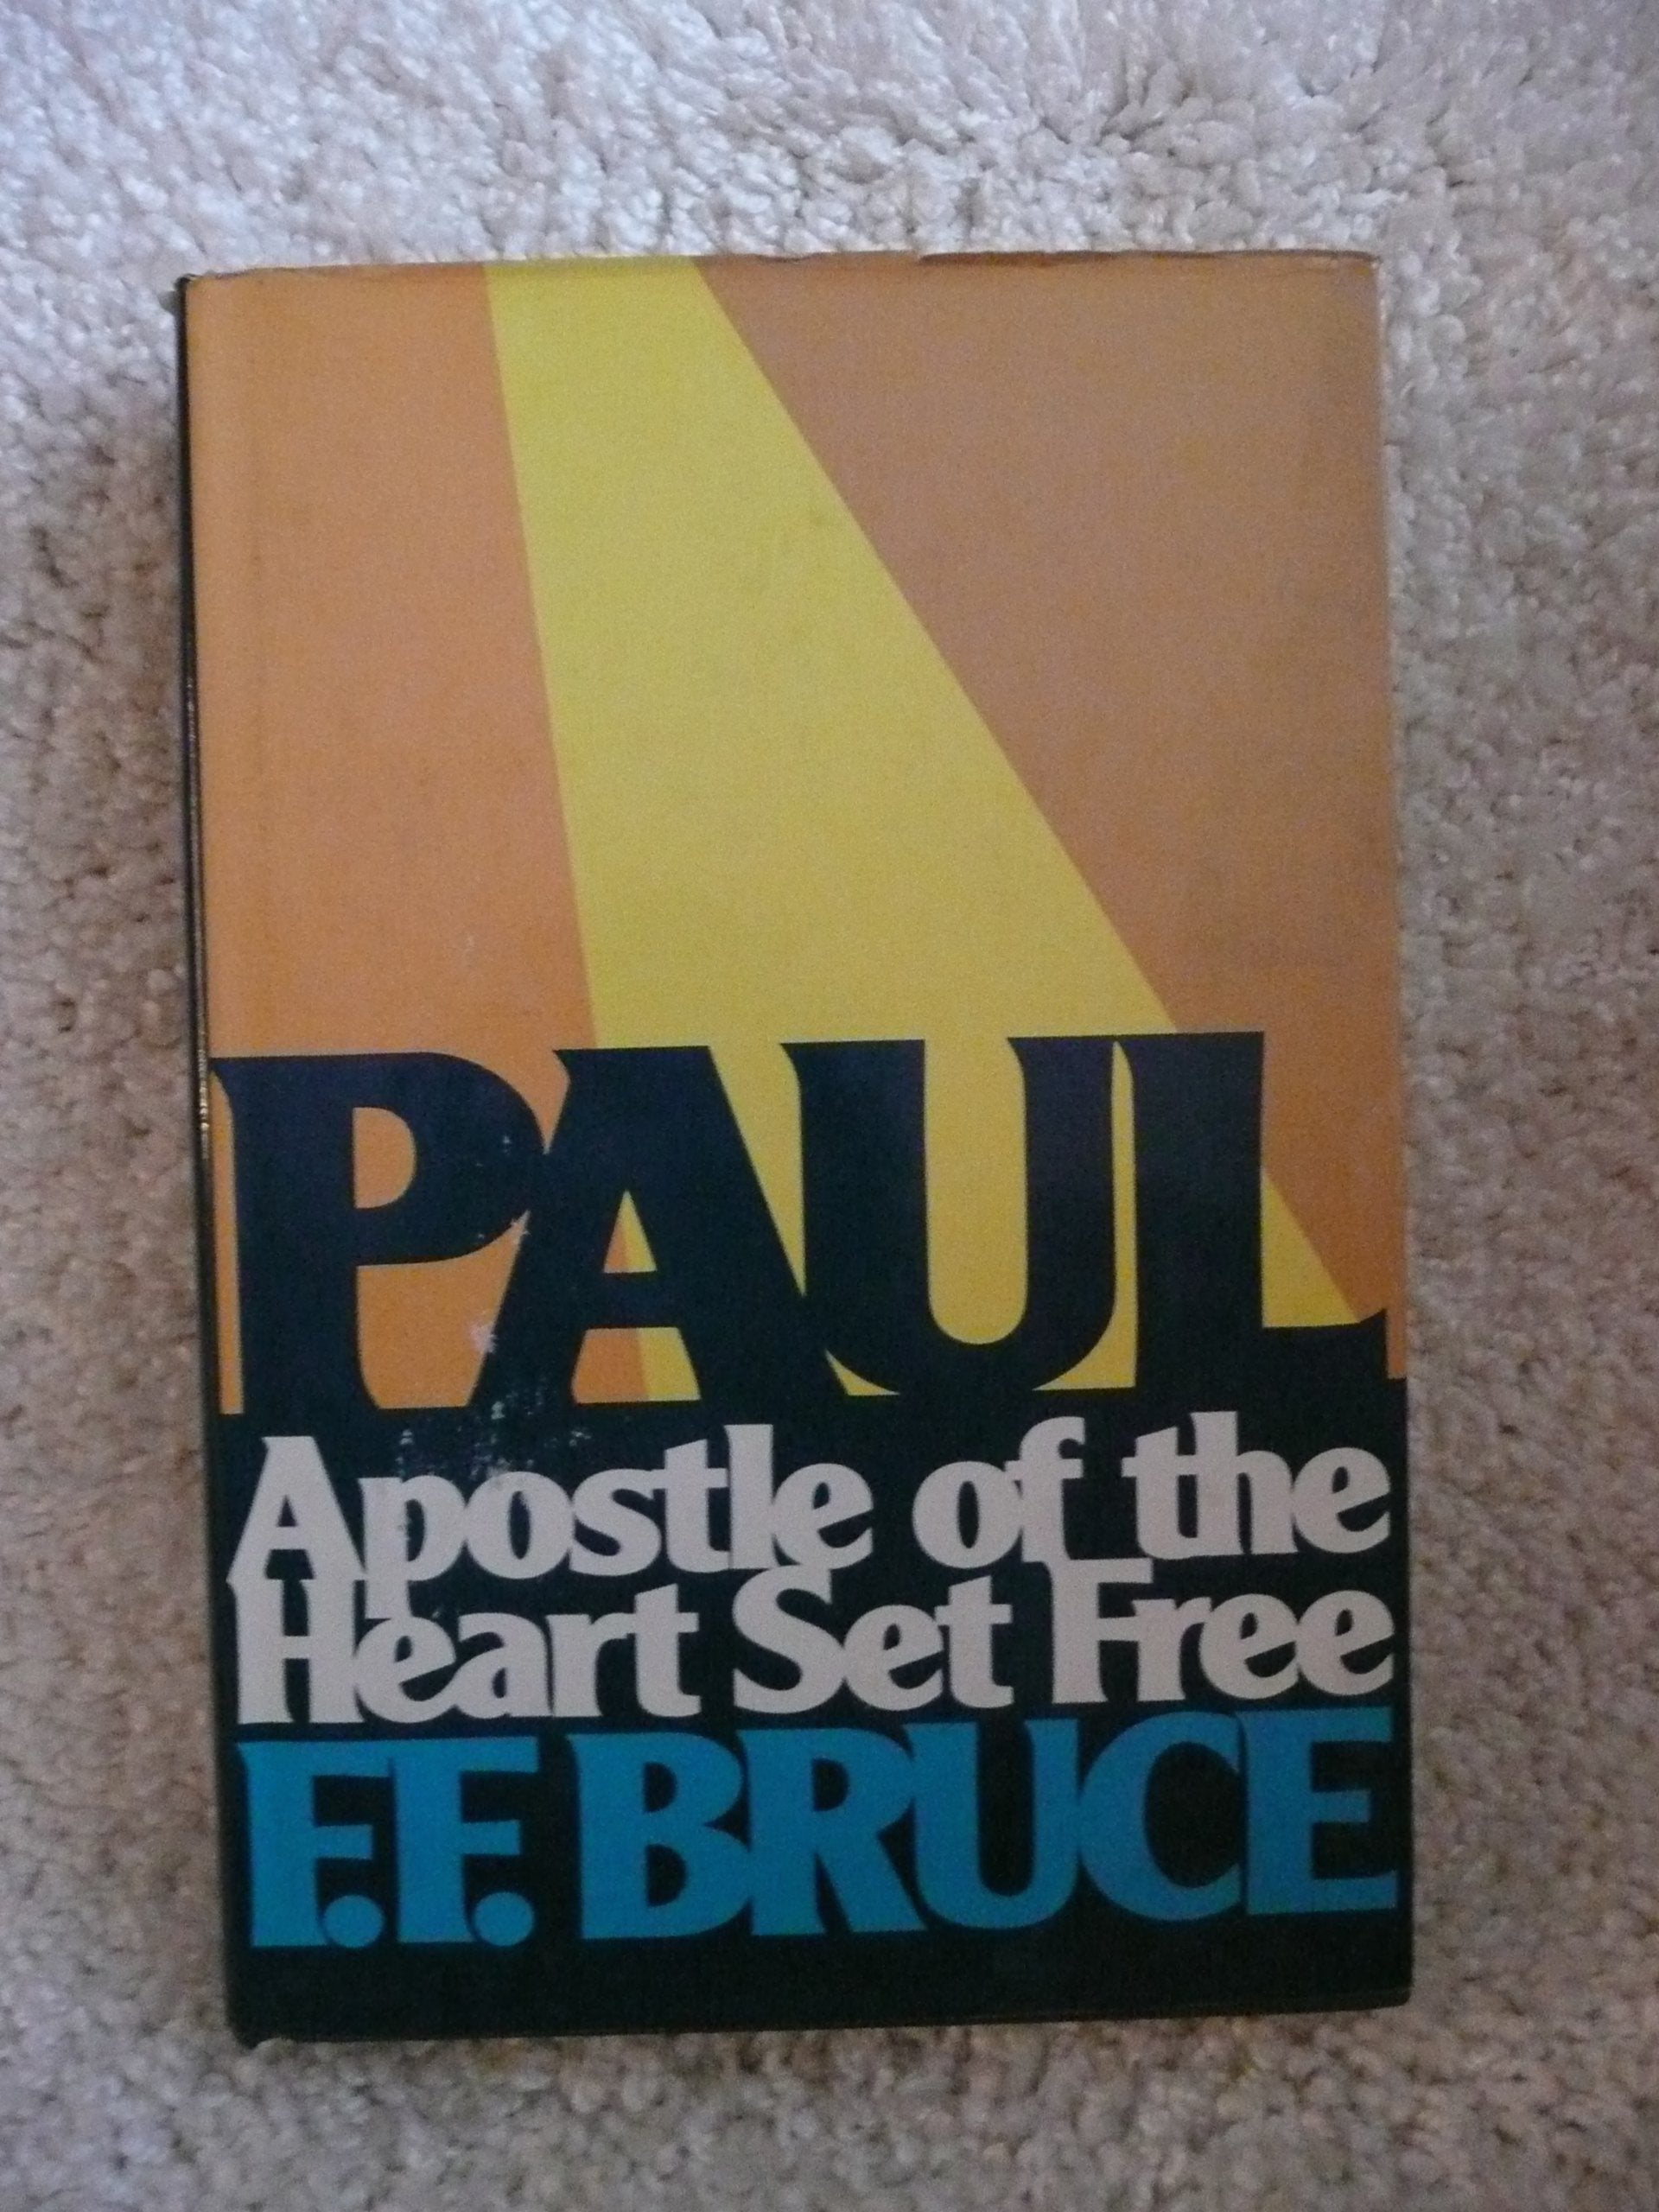 PAUL
Apostle of the
Heart Set Free
F.F. BRUCE